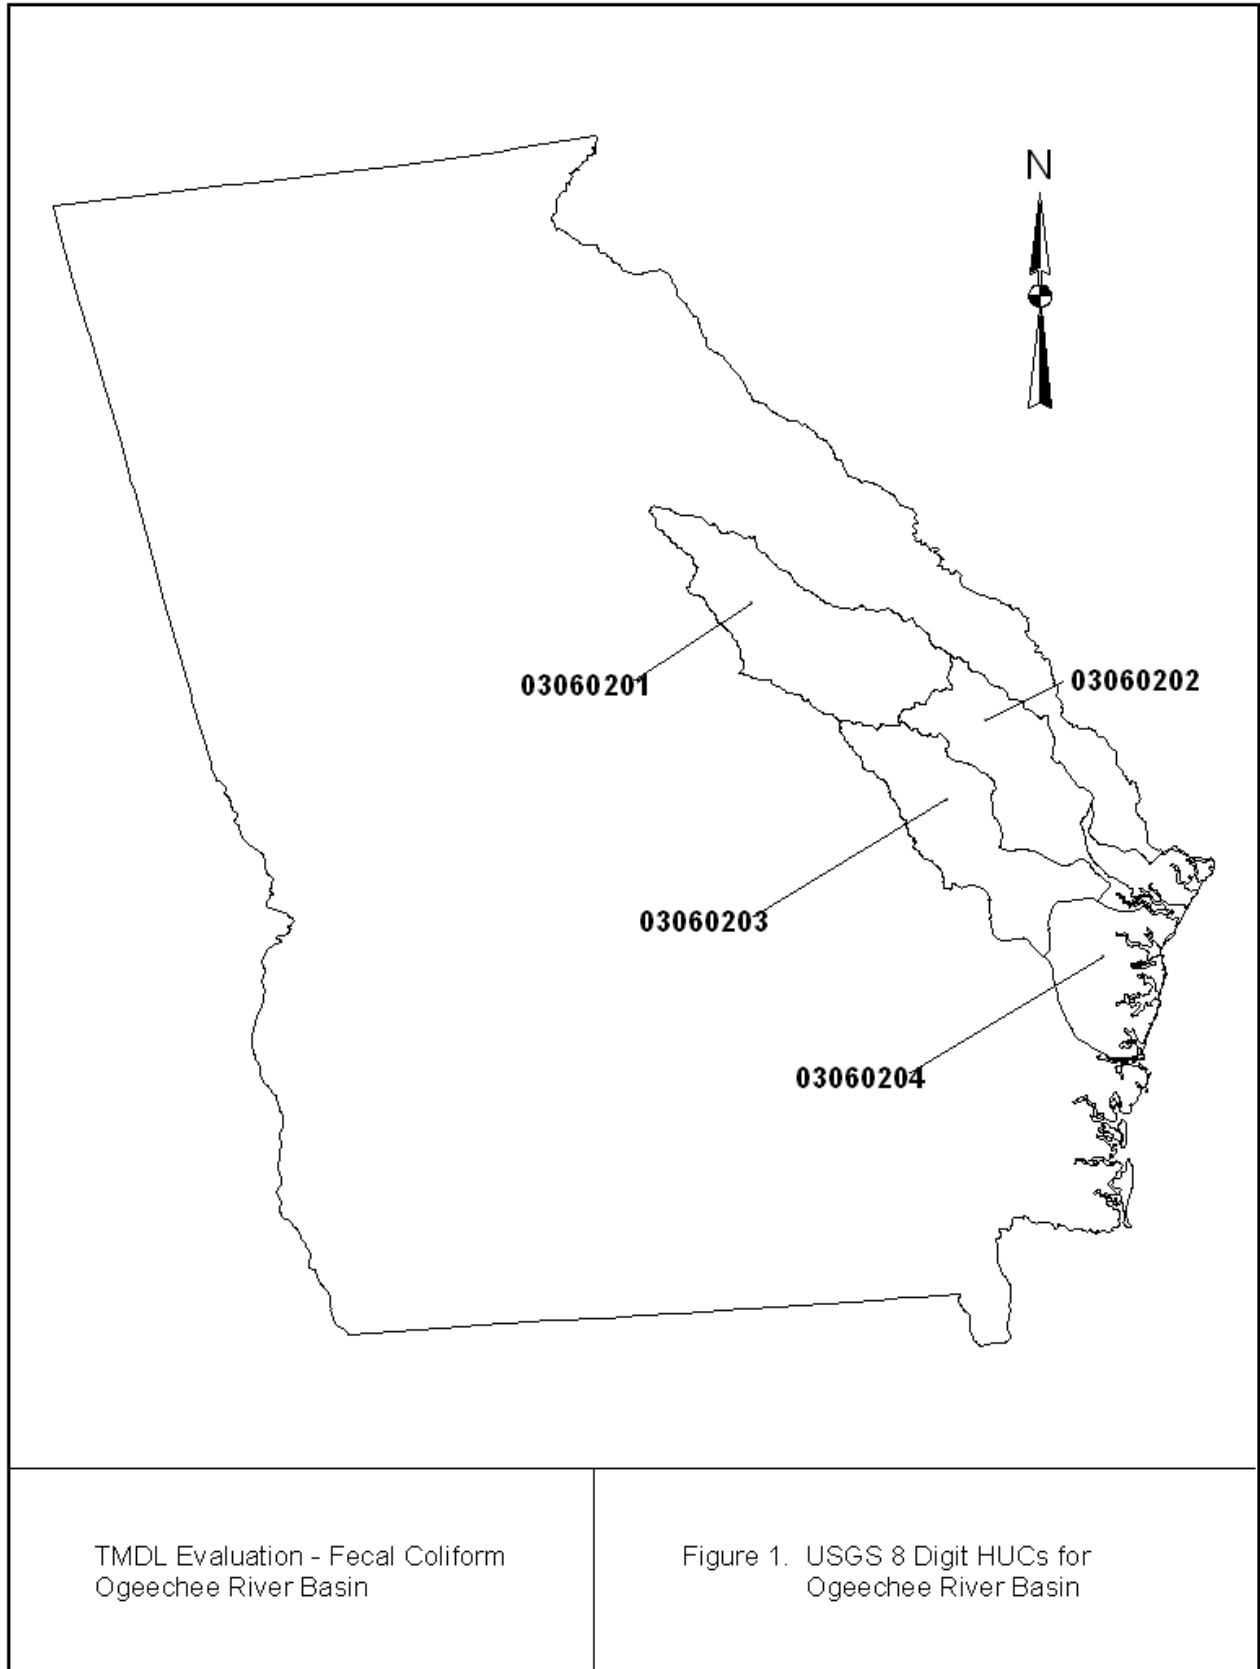 N
03060201
03060202
03060203
03060204
TMDL Evaluation - Fecal Coliform
Ogeechee River Basin
Figure 1. USGS 8 Digit HUCs for
Ogeechee River Basin